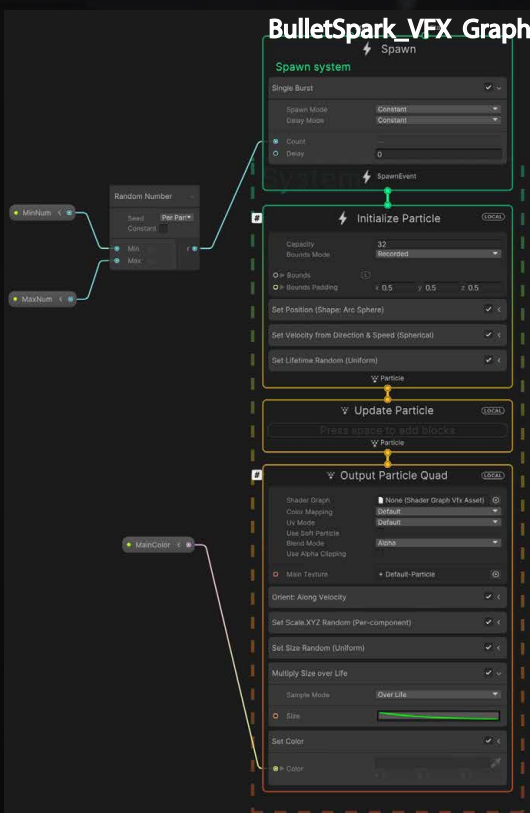 BulletSpark_VFX Graph
Spawn
Spawn system
Single Burst
Spawn Mode Constant
Delay Mode Constant
Count
Delay 0
SpawnEvent
System
Random Number
Seed Per Part
Constant
Min r
Max
MinNum
MaxNum
# Initialize Particle LOCAL
Capacity 32
Bounds Mode Recorded
Bounds
Bounds Padding x 0.5 y 0.5 z 0.5
Set Position (Shape: Arc Sphere)
Set Velocity from Direction & Speed (Spherical)
Set Lifetime Random (Uniform)
Particle
Update Particle LOCAL
Press space to add blocks
Particle
# Output Particle Quad LOCAL
Shader Graph None (Shader Graph Vfx Asset)
Color Mapping Default
Uv Mode Default
Use Soft Particle
Blend Mode Alpha
Use Alpha Clipping
MainColor
Main Texture Default-Particle
Orient: Along Velocity
Set Scale.XYZ Random (Per-component)
Set Size Random (Uniform)
Multiply Size over Life
Sample Mode Over Life
Size
Set Color
Color